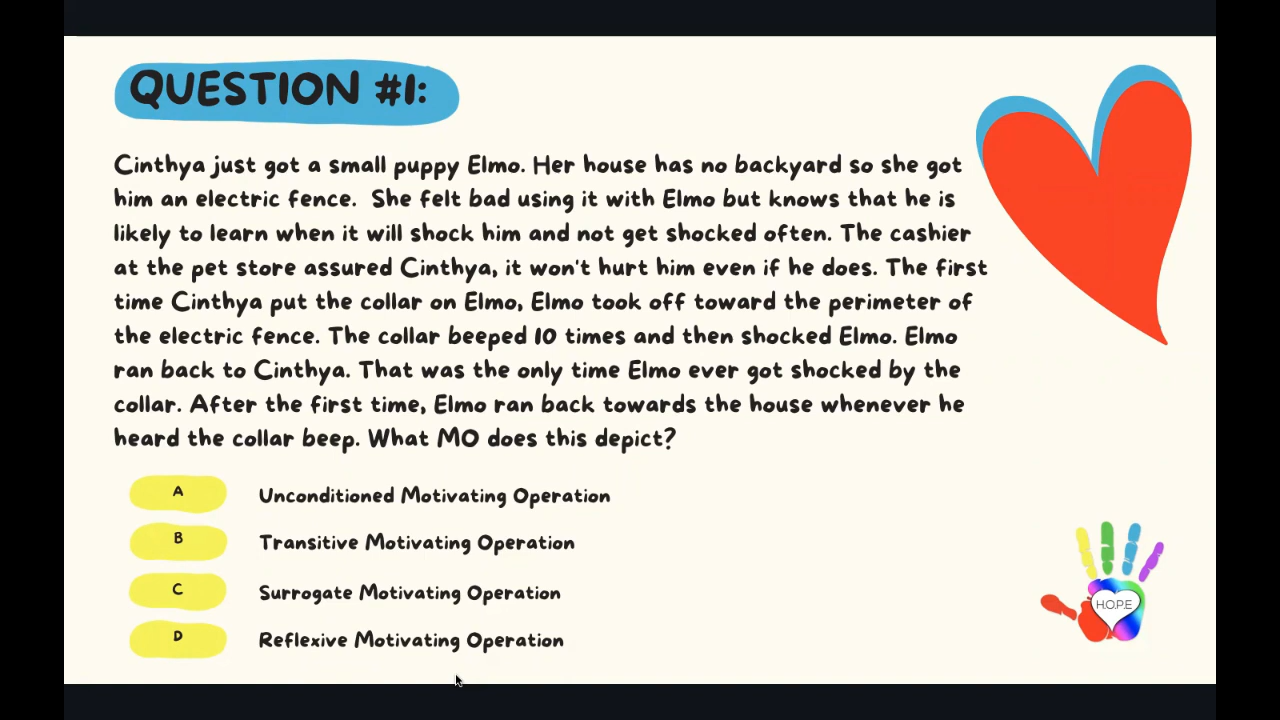 QUESTION #1:
Cinthya just got a small puppy Elmo. Her house has no backyard so she got
him an electric fence.  She felt bad using it with Elmo but knows that he is
likely to learn when it will shock him and not get shocked often. The cashier
at the pet store assured Cinthya, it won't hurt him even if he does. The first
time Cinthya put the collar on Elmo, Elmo took off toward the perimeter of
the electric fence. The collar beeped 10 times and then shocked Elmo. Elmo
ran back to Cinthya. That was the only time Elmo ever got shocked by the
collar. After the first time, Elmo ran back towards the house whenever he
heard the collar beep. What MO does this depict?
A Unconditioned Motivating Operation
B Transitive Motivating Operation
C Surrogate Motivating Operation
D Reflexive Motivating Operation
H.O.P.E